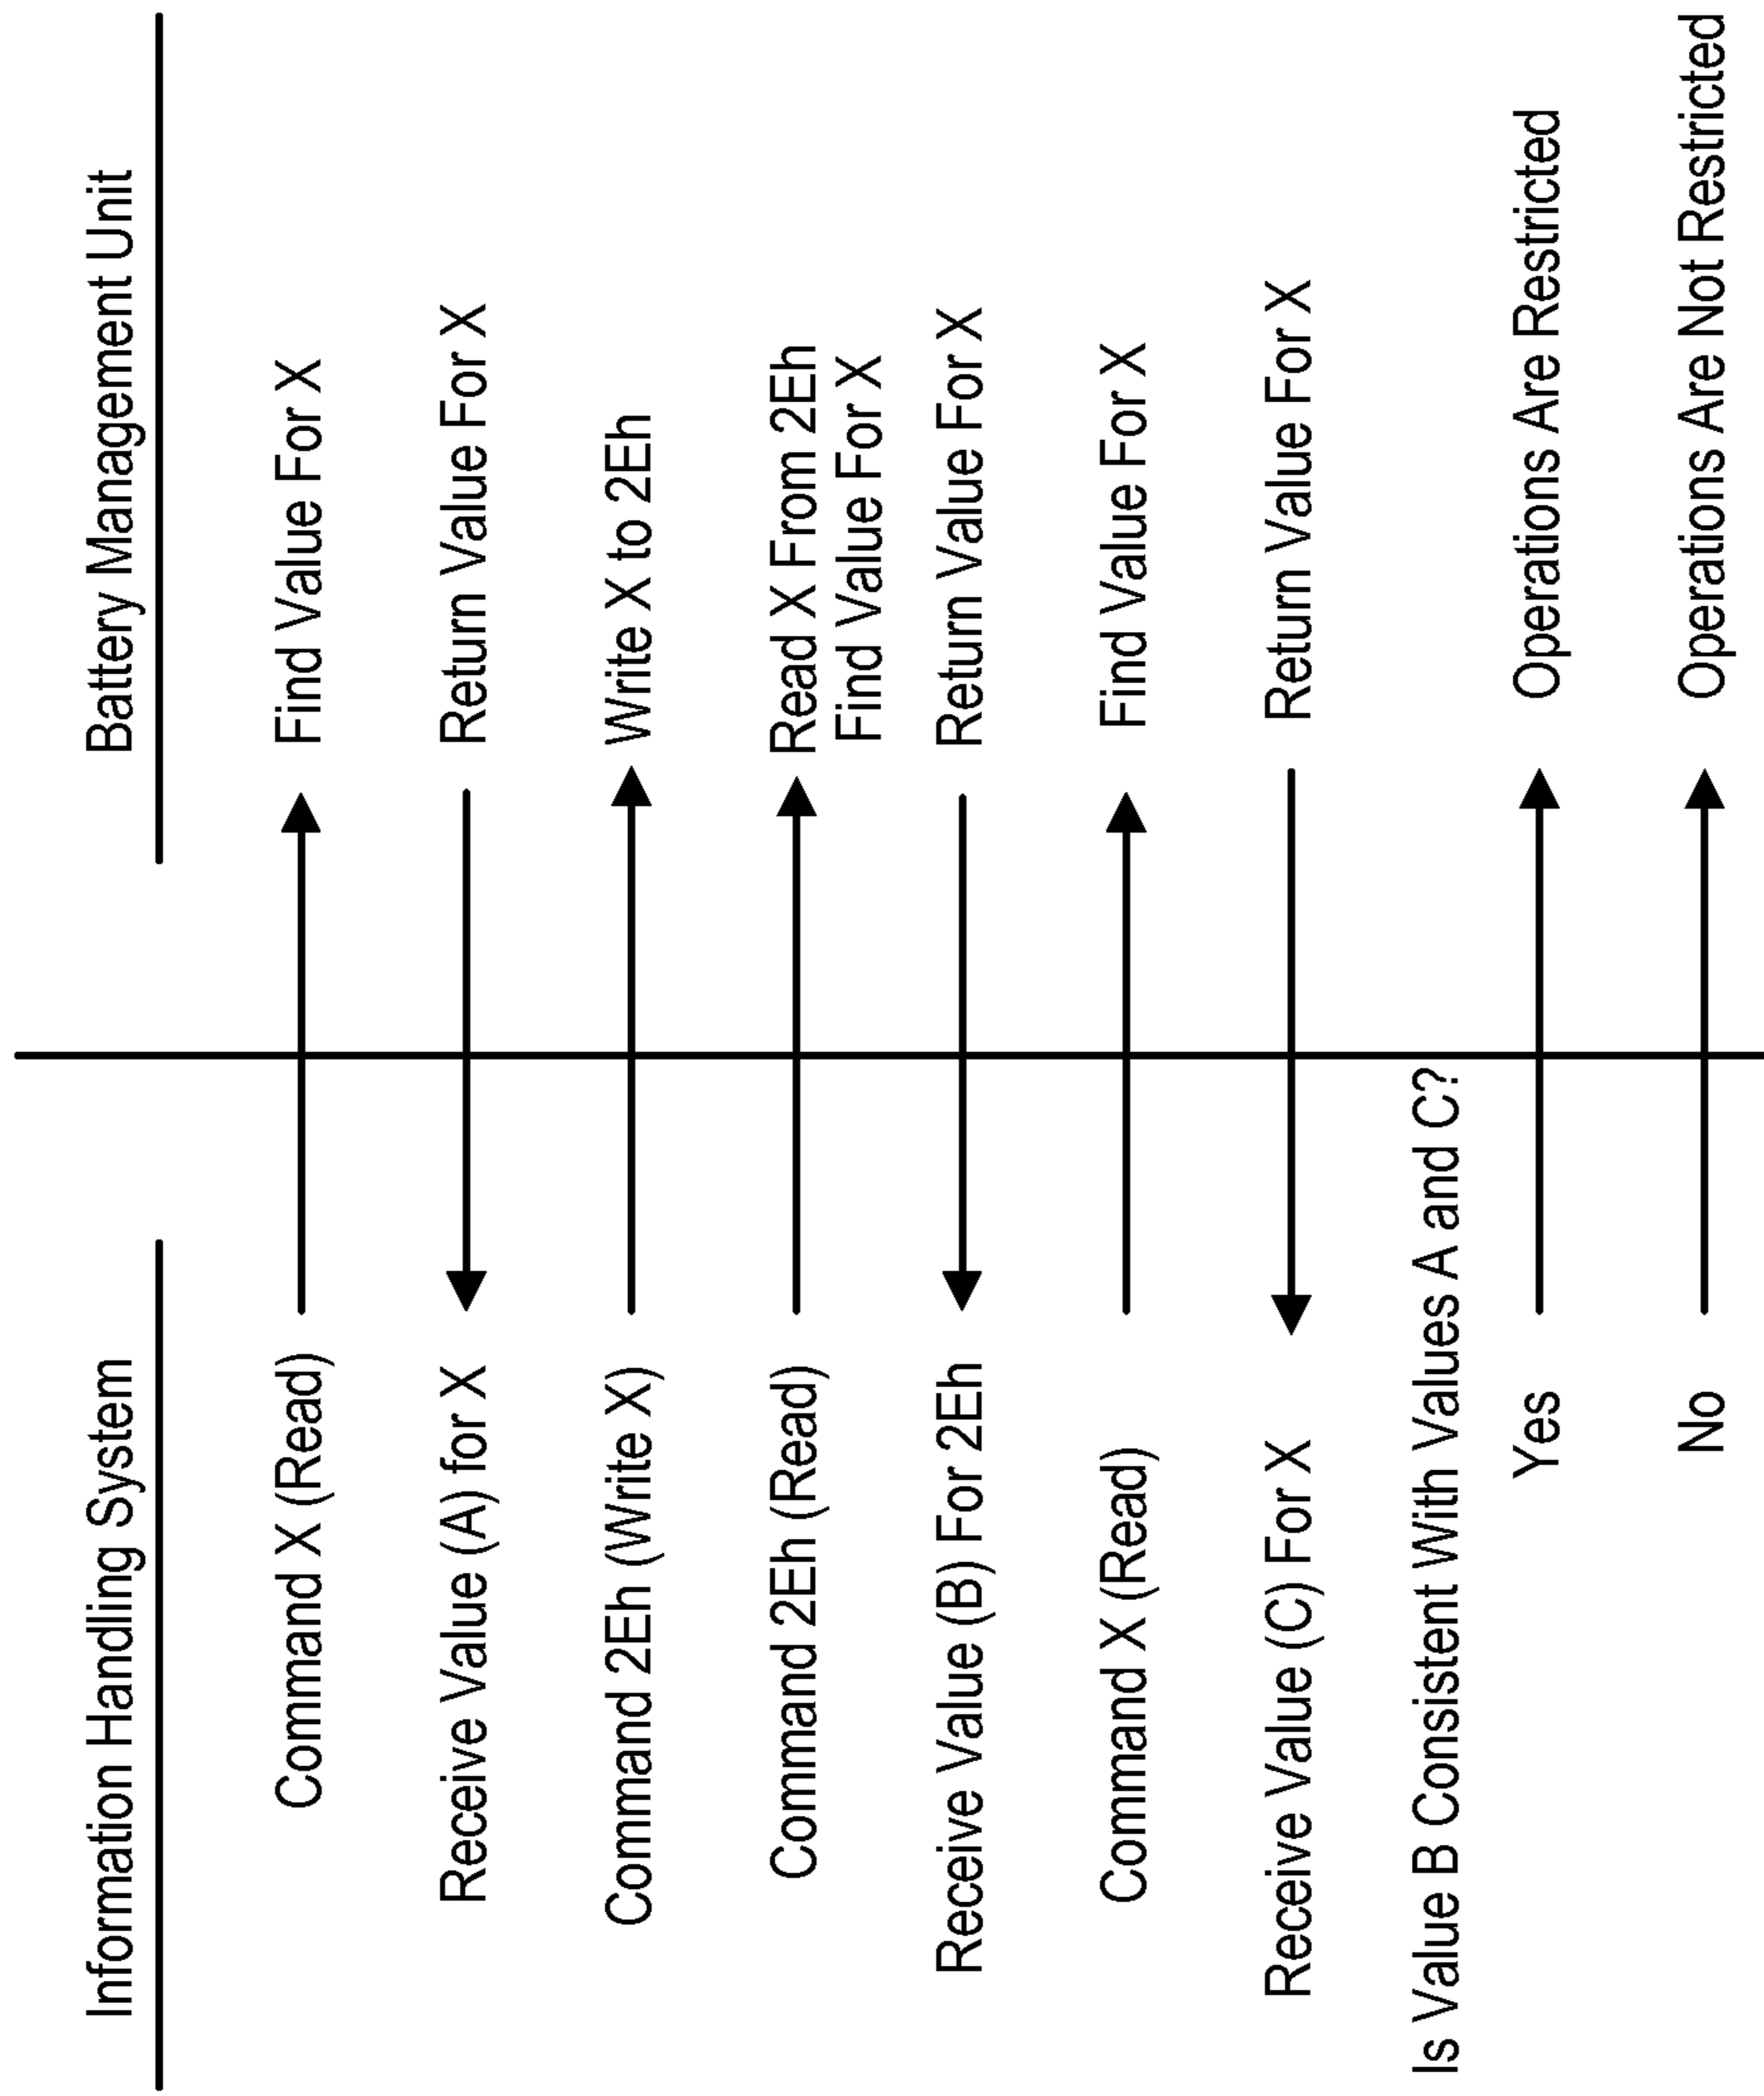 Information Handling System
Battery Management Unit
Command X (Read)
Find Value For X
Receive Value (A) for X
Return Value For X
Command 2Eh (Write X)
Write X to 2Eh
Command 2Eh (Read)
Read X From 2Eh
Find Value For X
Receive Value (B) For 2Eh
Return Value For X
Command X (Read)
Find Value For X
Receive Value (C) For X
Return Value For X
Is Value B Consistent With Values A and C?
Yes
Operations Are Restricted
No
Operations Are Not Restricted